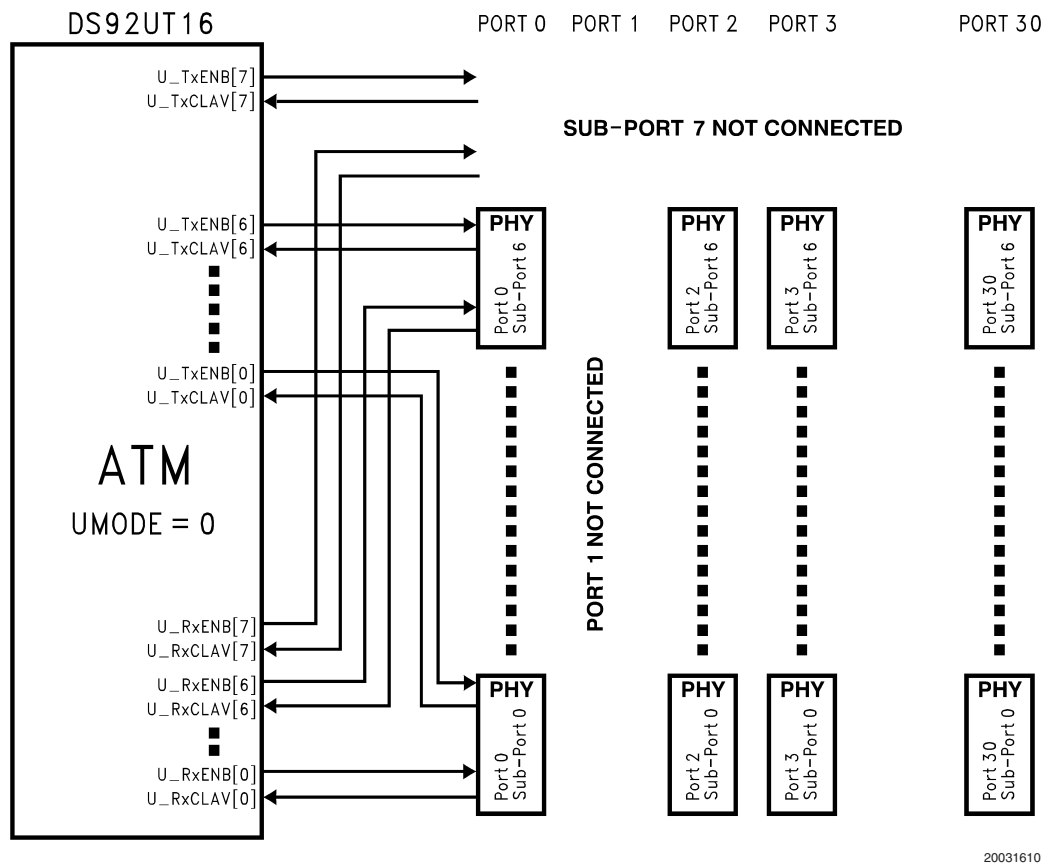 DS92UT16
PORT 0 PORT 1 PORT 2 PORT 3 PORT 30
U_TxENB[7]
U_TxCLAV[7]
SUB-PORT 7 NOT CONNECTED
U_TxENB[6]
U_TxCLAV[6]
PHY
Port 0
Sub-Port 6
PHY
Port 2
Sub-Port 6
PHY
Port 3
Sub-Port 6
PHY
Port 30
Sub-Port 6
U_TxENB[0]
U_TxCLAV[0]
PORT 1 NOT CONNECTED
ATM
UMODE = 0
U_RxENB[7]
U_RxCLAV[7]
U_RxENB[6]
U_RxCLAV[6]
U_RxENB[0]
U_RxCLAV[0]
PHY
Port 0
Sub-Port 0
PHY
Port 2
Sub-Port 0
PHY
Port 3
Sub-Port 0
PHY
Port 30
Sub-Port 0
20031610